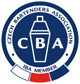 CZECH BARTENDERS ASSOCIATION
CBA
IBA MEMBER